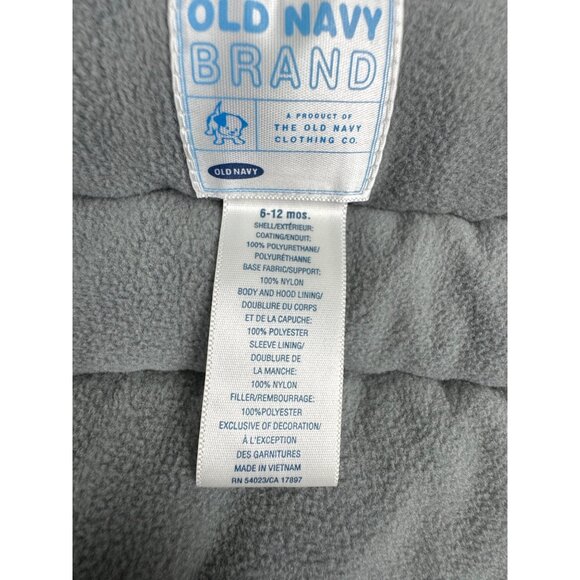 OLD NAVY
BRAND
A PRODUCT OF
THE OLD NAVY
CLOTHING CO.
OLD NAVY
6-12 mos.
SHELL/EXTÉRIEUR:
COATING/ENDUIT:
100% POLYURETHANE/
POLYURÉTHANNE
BASE FABRIC/SUPPORT:
100% NYLON
BODY AND HOOD LINING/
DOUBLURE DU CORPS
ET DE LA CAPUCHE:
100% POLYESTER
SLEEVE LINING/
DOUBLURE DE
LA MANCHE:
100% NYLON
FILLER/REMBOURRAGE:
100%POLYESTER
EXCLUSIVE OF DECORATION/
À L'EXCEPTION
DES GARNITURES
MADE IN VIETNAM
RN 54023/CA 17897